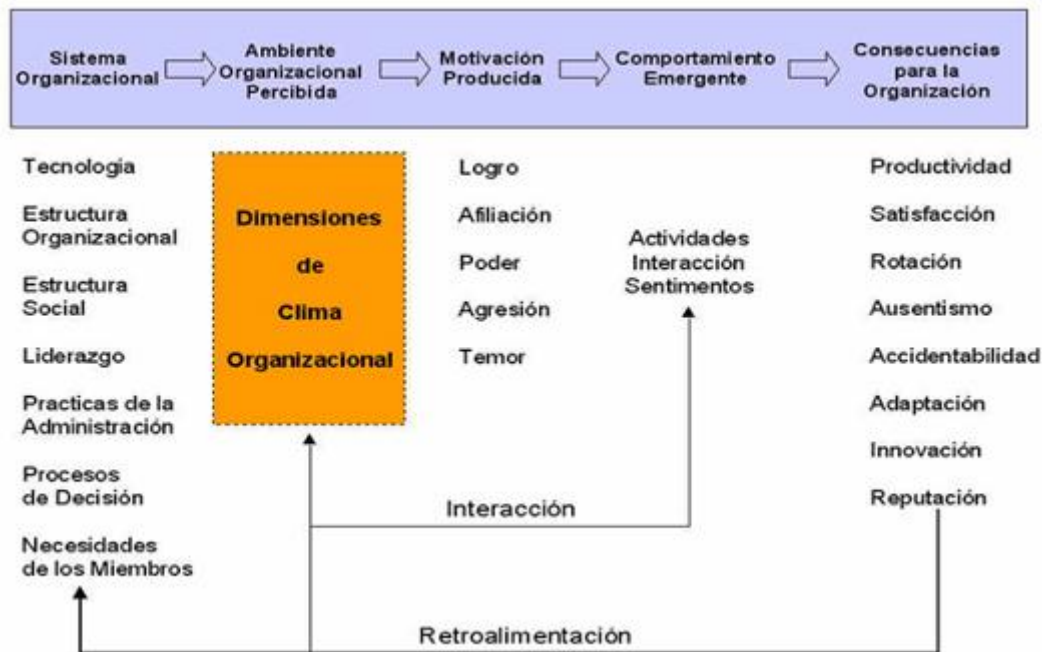 Sistema
Organizacional
Ambiente
Organizacional
Percibida
Motivación
Producida
Comportamiento
Emergente
Consecuencias
para la
Organización
Tecnología
Estructura
Organizacional
Estructura
Social
Liderazgo
Practicas de la
Administración
Procesos
de Decisión
Necesidades
de los Miembros
Dimensiones
de
Clima
Organizacional
Logro
Afiliación
Poder
Agresión
Temor
Actividades
Interacción
Sentimentos
Productividad
Satisfacción
Rotación
Ausentismo
Accidentabilidad
Adaptación
Innovación
Reputación
Interacción
Retroalimentación